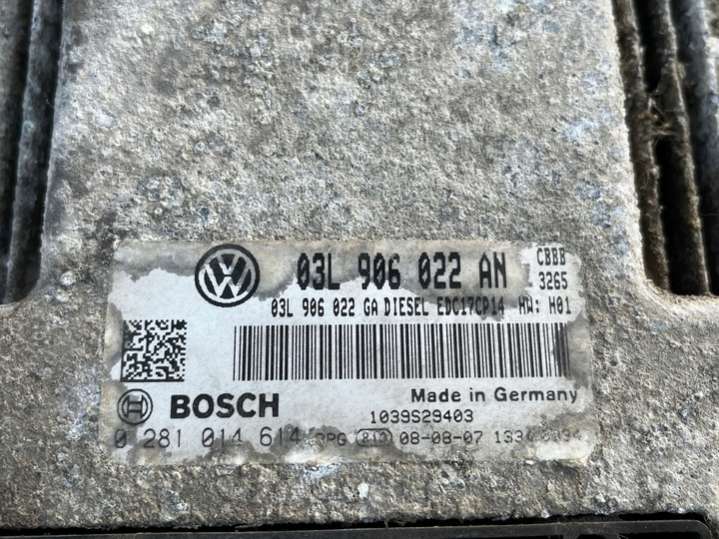 03L 906 022 AN
CBBB
3265
03L 906 022 GA DIESEL EDC17CP14 HW: H01
Made in Germany
BOSCH
1039S29403
0 281 014 614 08-08-07